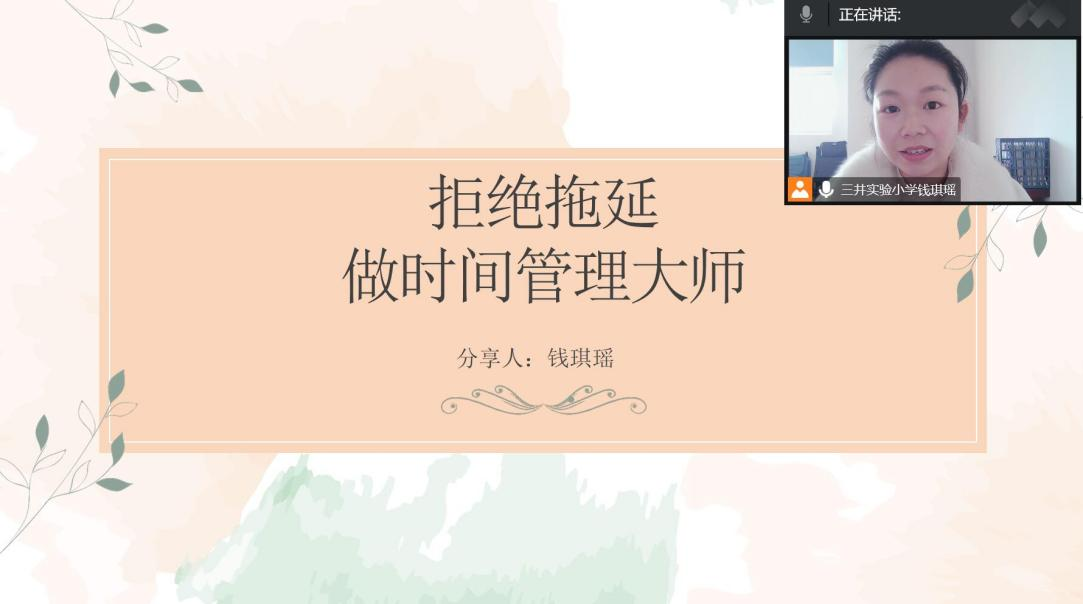 正在讲话:
三井实验小学钱琪瑶
拒绝拖延
做时间管理大师
分享人：钱琪瑶